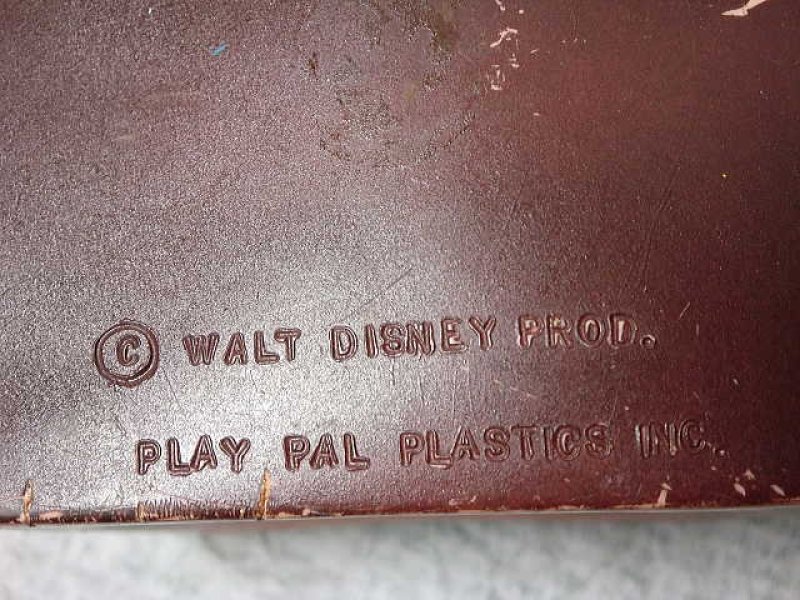 © WALT DISNEY PROD.
PLAY PAL PLASTICS INC.